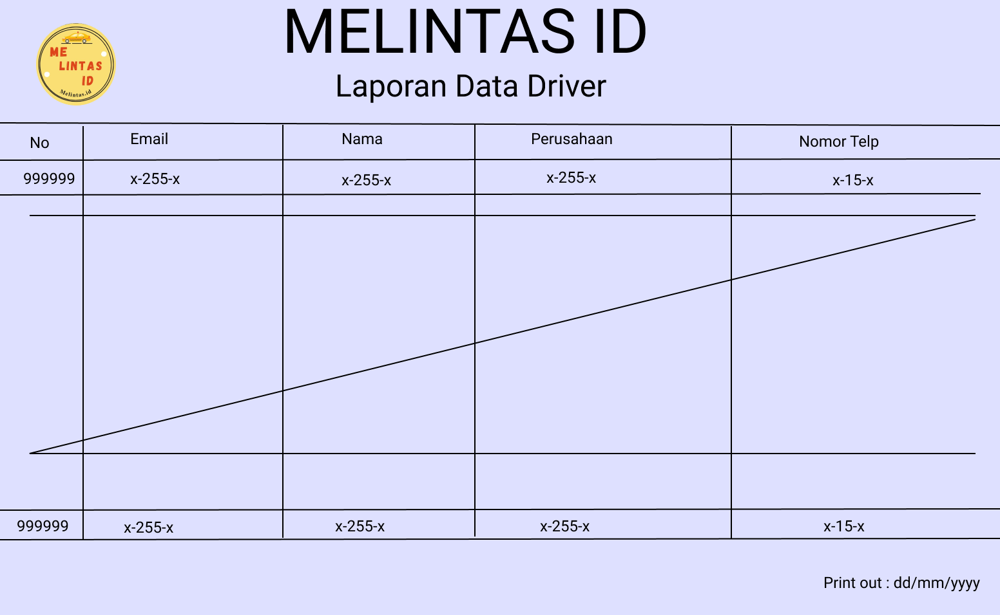 MELINTAS ID
Laporan Data Driver
ME
LINTAS
ID
Melintas.id
No Email Nama Perusahaan Nomor Telp
999999 x-255-x x-255-x x-255-x x-15-x
999999 x-255-x x-255-x x-255-x x-15-x
Print out : dd/mm/yyyy